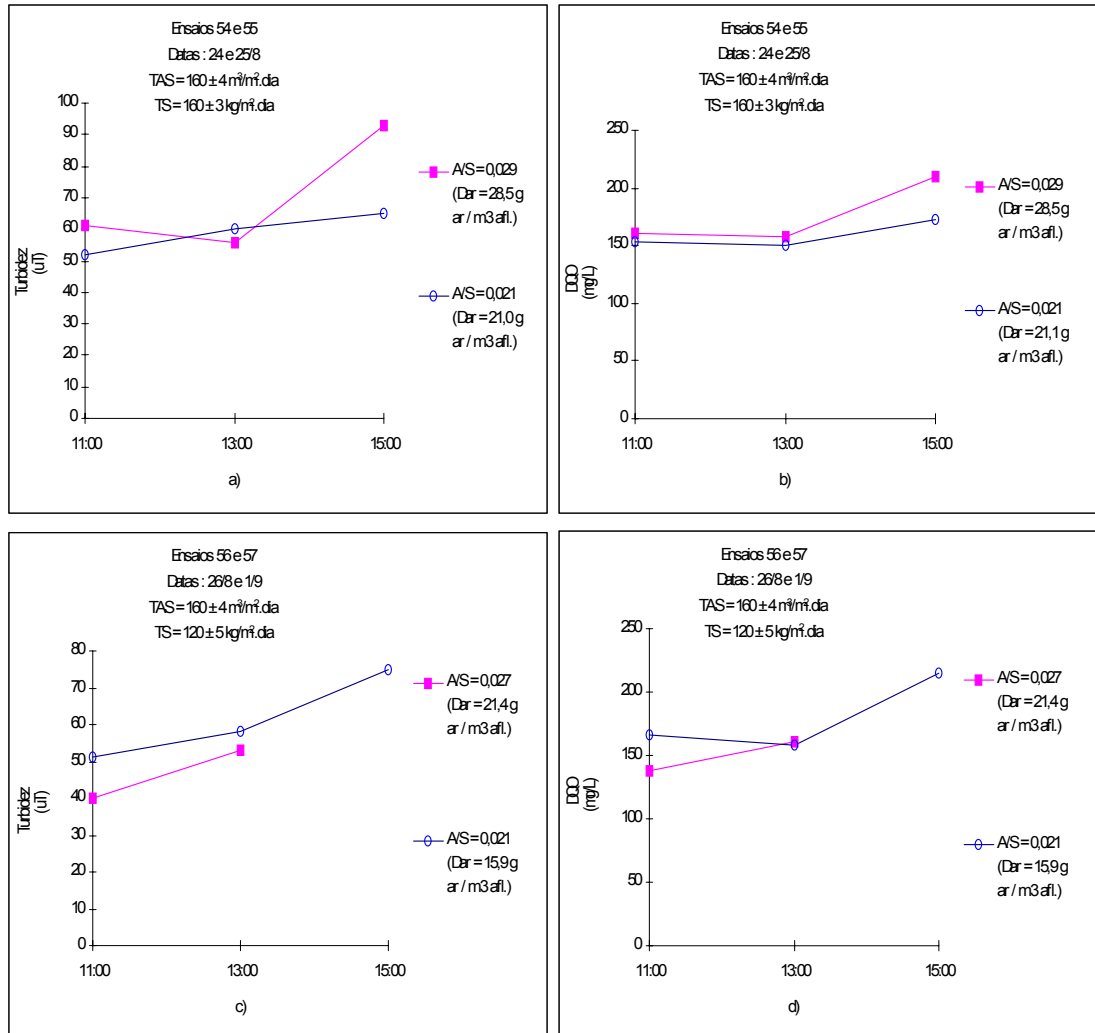 Ensaios 54 e 55
Datas : 24 e 25/8
TAS = 160 ± 4 m³/m².dia
TS = 160 ± 3 kg/m².dia
100
90
80
70
60
50
40
30
20
10
0
Turbidez
(uT)
11:00 13:00 15:00
A/S = 0,029
(Dar = 28,5 g
ar / m3 afl.)
A/S = 0,021
(Dar = 21,0 g
ar / m3 afl.)
a)
Ensaios 54 e 55
Datas : 24 e 25/8
TAS = 160 ± 4 m³/m².dia
TS = 160 ± 3 kg/m².dia
250
200
150
100
50
0
DQO
(mg/L)
11:00 13:00 15:00
A/S = 0,029
(Dar = 28,5 g
ar / m3 afl.)
A/S = 0,021
(Dar = 21,1 g
ar / m3 afl.)
b)
Ensaios 56 e 57
Datas : 26/8 e 1/9
TAS = 160 ± 4 m³/m².dia
TS = 120 ± 5 kg/m².dia
80
70
60
50
40
30
20
10
0
Turbidez
(uT)
11:00 13:00 15:00
A/S = 0,027
(Dar = 21,4 g
ar / m3 afl.)
A/S = 0,021
(Dar = 15,9 g
ar / m3 afl.)
c)
Ensaios 56 e 57
Datas : 26/8 e 1/9
TAS = 160 ± 4 m³/m².dia
TS = 120 ± 5 kg/m².dia
250
200
150
100
50
0
DQO
(mg/L)
11:00 13:00 15:00
A/S = 0,027
(Dar = 21,4 g
ar / m3 afl.)
A/S = 0,021
(Dar = 15,9 g
ar / m3 afl.)
d)